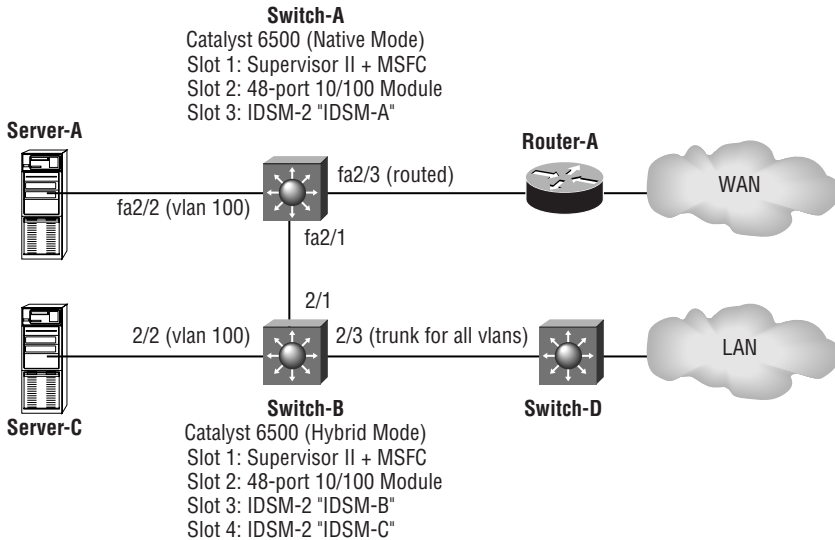 Switch-A
Catalyst 6500 (Native Mode)
Slot 1: Supervisor II + MSFC
Slot 2: 48-port 10/100 Module
Slot 3: IDSM-2 "IDSM-A"
Server-A
Router-A
fa2/3 (routed)
WAN
fa2/2 (vlan 100)
fa2/1
2/1
2/2 (vlan 100)
2/3 (trunk for all vlans)
LAN
Server-C
Switch-B
Switch-D
Catalyst 6500 (Hybrid Mode)
Slot 1: Supervisor II + MSFC
Slot 2: 48-port 10/100 Module
Slot 3: IDSM-2 "IDSM-B"
Slot 4: IDSM-2 "IDSM-C"